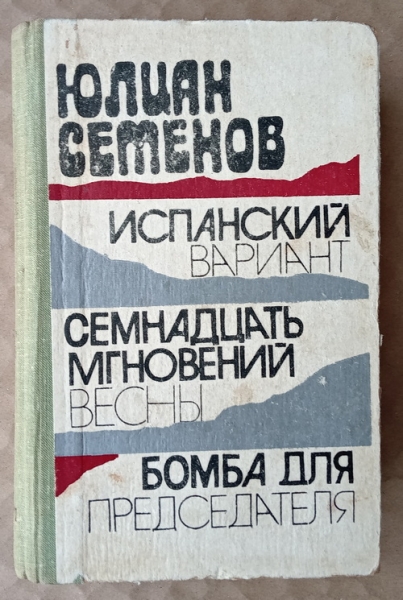 ЮЛИАН
СЕМЕНОВ
ИСПАНСКИЙ
ВАРИАНТ
СЕМНАДЦАТЬ
МГНОВЕНИЙ
ВЕСНЫ
БОМБА ДЛЯ
ПРЕДСЕДАТЕЛЯ